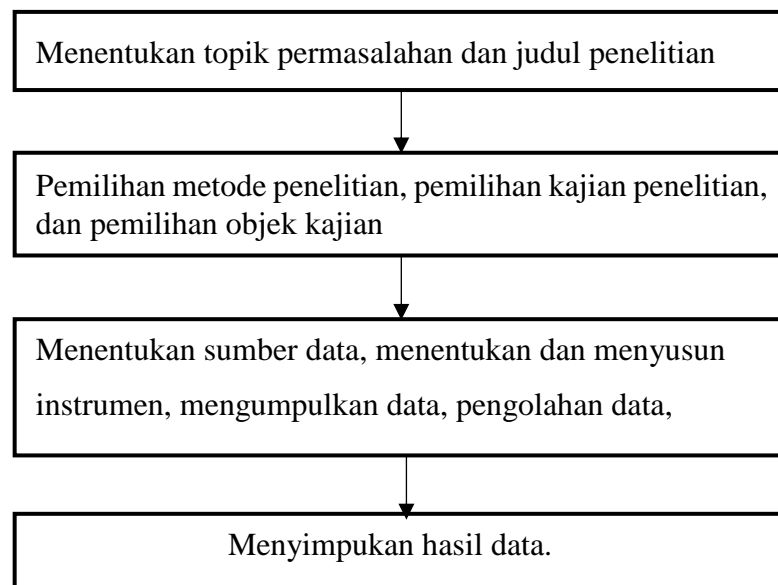 Menentukan topik permasalahan dan judul penelitian
Pemilihan metode penelitian, pemilihan kajian penelitian,
dan pemilihan objek kajian
Menentukan sumber data, menentukan dan menyusun
instrumen, mengumpulkan data, pengolahan data,
Menyimpukan hasil data.